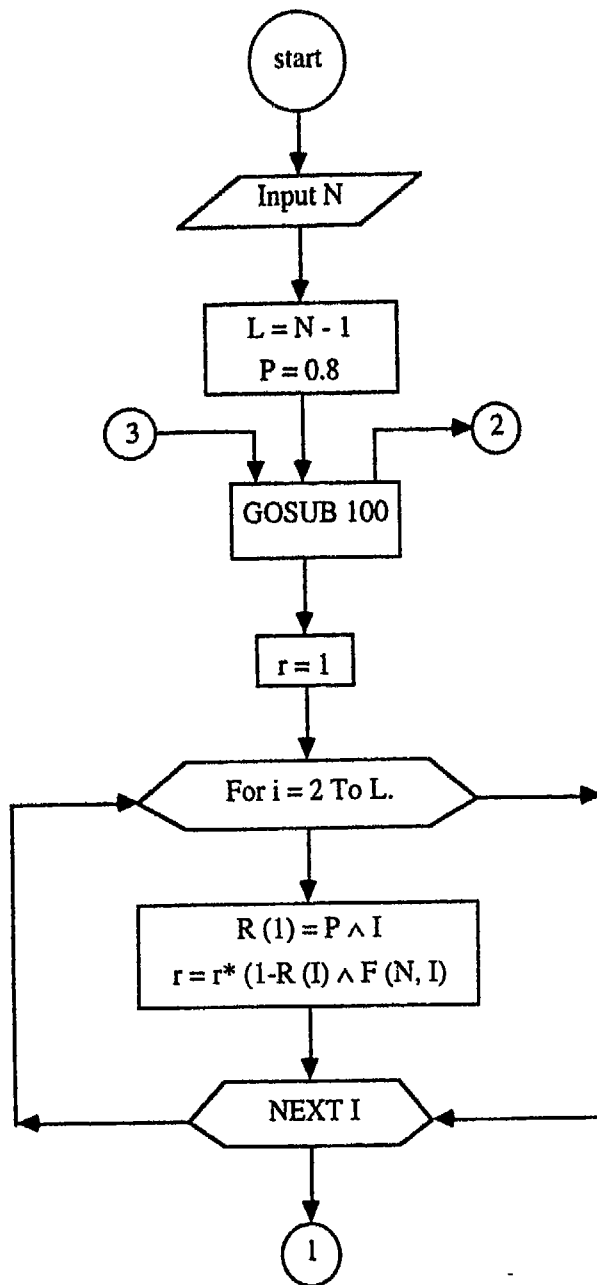 start
Input N
L = N - 1
P = 0.8
3
2
GOSUB 100
r = 1
For i = 2 To L.
R (1) = P ∧ I
r = r* (1-R (I) ∧ F (N, I)
NEXT I
1